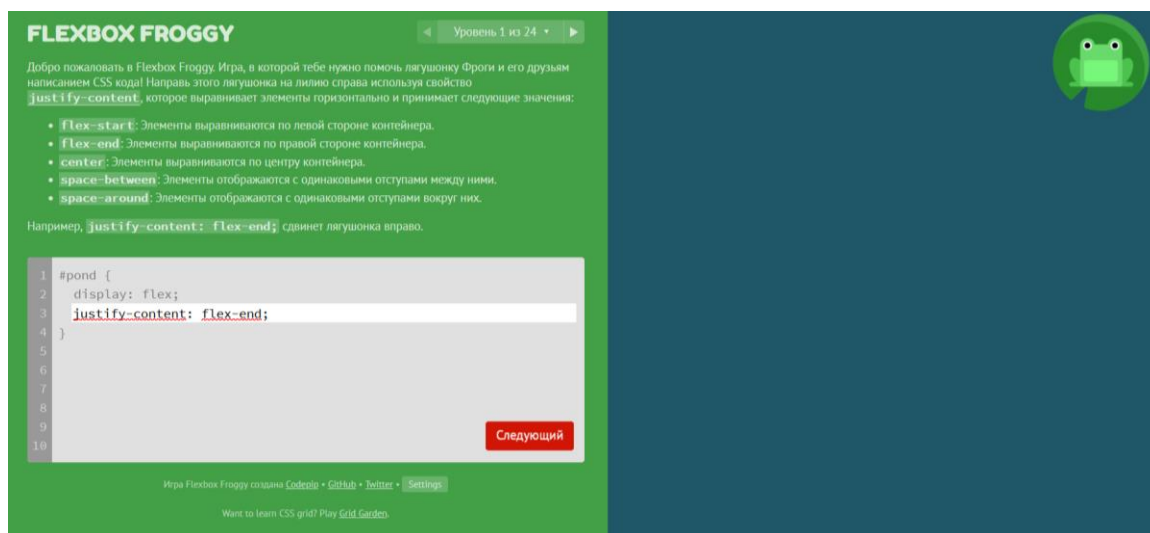 FLEXBOX FROGGY
Уровень 1 из 24
Добро пожаловать в Flexbox Froggy. Игра, в которой тебе нужно помочь лягушонку Фроги и его друзьям
написанием CSS кода! Направь этого лягушонка на лилию справа используя свойство
justify-content, которое выравнивает элементы горизонтально и принимает следующие значения:
• flex-start: Элементы выравниваются по левой стороне контейнера.
• flex-end: Элементы выравниваются по правой стороне контейнера.
• center: Элементы выравниваются по центру контейнера.
• space-between: Элементы отображаются с одинаковыми отступами между ними.
• space-around: Элементы отображаются с одинаковыми отступами вокруг них.
Например, justify-content: flex-end; сдвинет лягушонка вправо.
1 #pond {
2 display: flex;
3 justify-content: flex-end;
4 }
5
6
7
8
9
10
Следующий
Игра Flexbox Froggy создана Codepip • GitHub • Twitter • Settings
Want to learn CSS grid? Play Grid Garden.